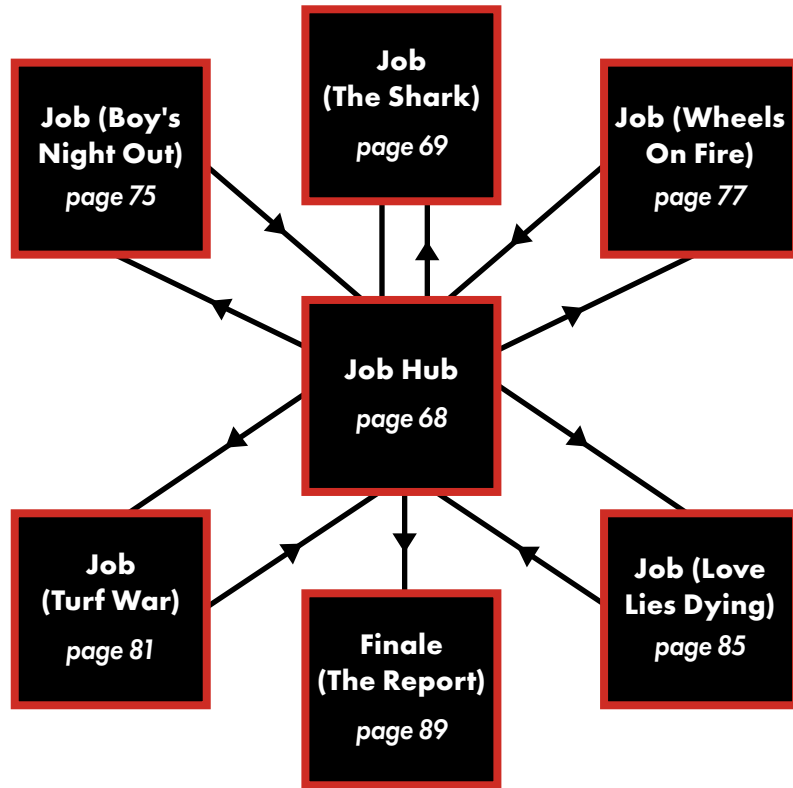 Job
(The Shark)
page 69
Job (Boy's
Night Out)
page 75
Job (Wheels
On Fire)
page 77
Job Hub
page 68
Job
(Turf War)
page 81
Finale
(The Report)
page 89
Job (Love
Lies Dying)
page 85